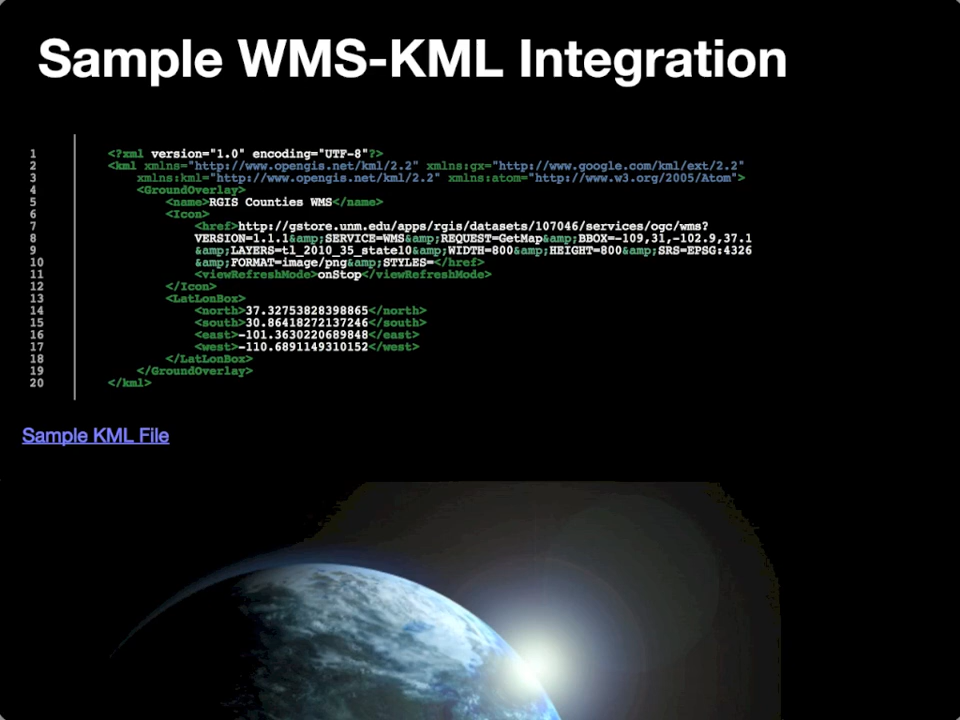 Sample WMS-KML Integration
1 <?xml version="1.0" encoding="UTF-8"?>
2 <kml xmlns="http://www.opengis.net/kml/2.2" xmlns:gx="http://www.google.com/kml/ext/2.2"
3 xmlns:kml="http://www.opengis.net/kml/2.2" xmlns:atom="http://www.w3.org/2005/Atom">
4 <GroundOverlay>
5 <name>RGIS Counties WMS</name>
6 <Icon>
7 <href>http://gstore.unm.edu/apps/rgis/datasets/107046/services/ogc/wms?
8 VERSION=1.1.1&amp;SERVICE=WMS&amp;REQUEST=GetMap&amp;BBOX=-109,31,-102.9,37.1
9 &amp;LAYERS=tl_2010_35_state10&amp;WIDTH=800&amp;HEIGHT=800&amp;SRS=EPSG:4326
10 &amp;FORMAT=image/png&amp;STYLES=</href>
11 <viewRefreshMode>onStop</viewRefreshMode>
12 </Icon>
13 <LatLonBox>
14 <north>37.32753828398865</north>
15 <south>30.86418272137246</south>
16 <east>-101.3630220689848</east>
17 <west>-110.6891149310152</west>
18 </LatLonBox>
19 </GroundOverlay>
20 </kml>
Sample KML File